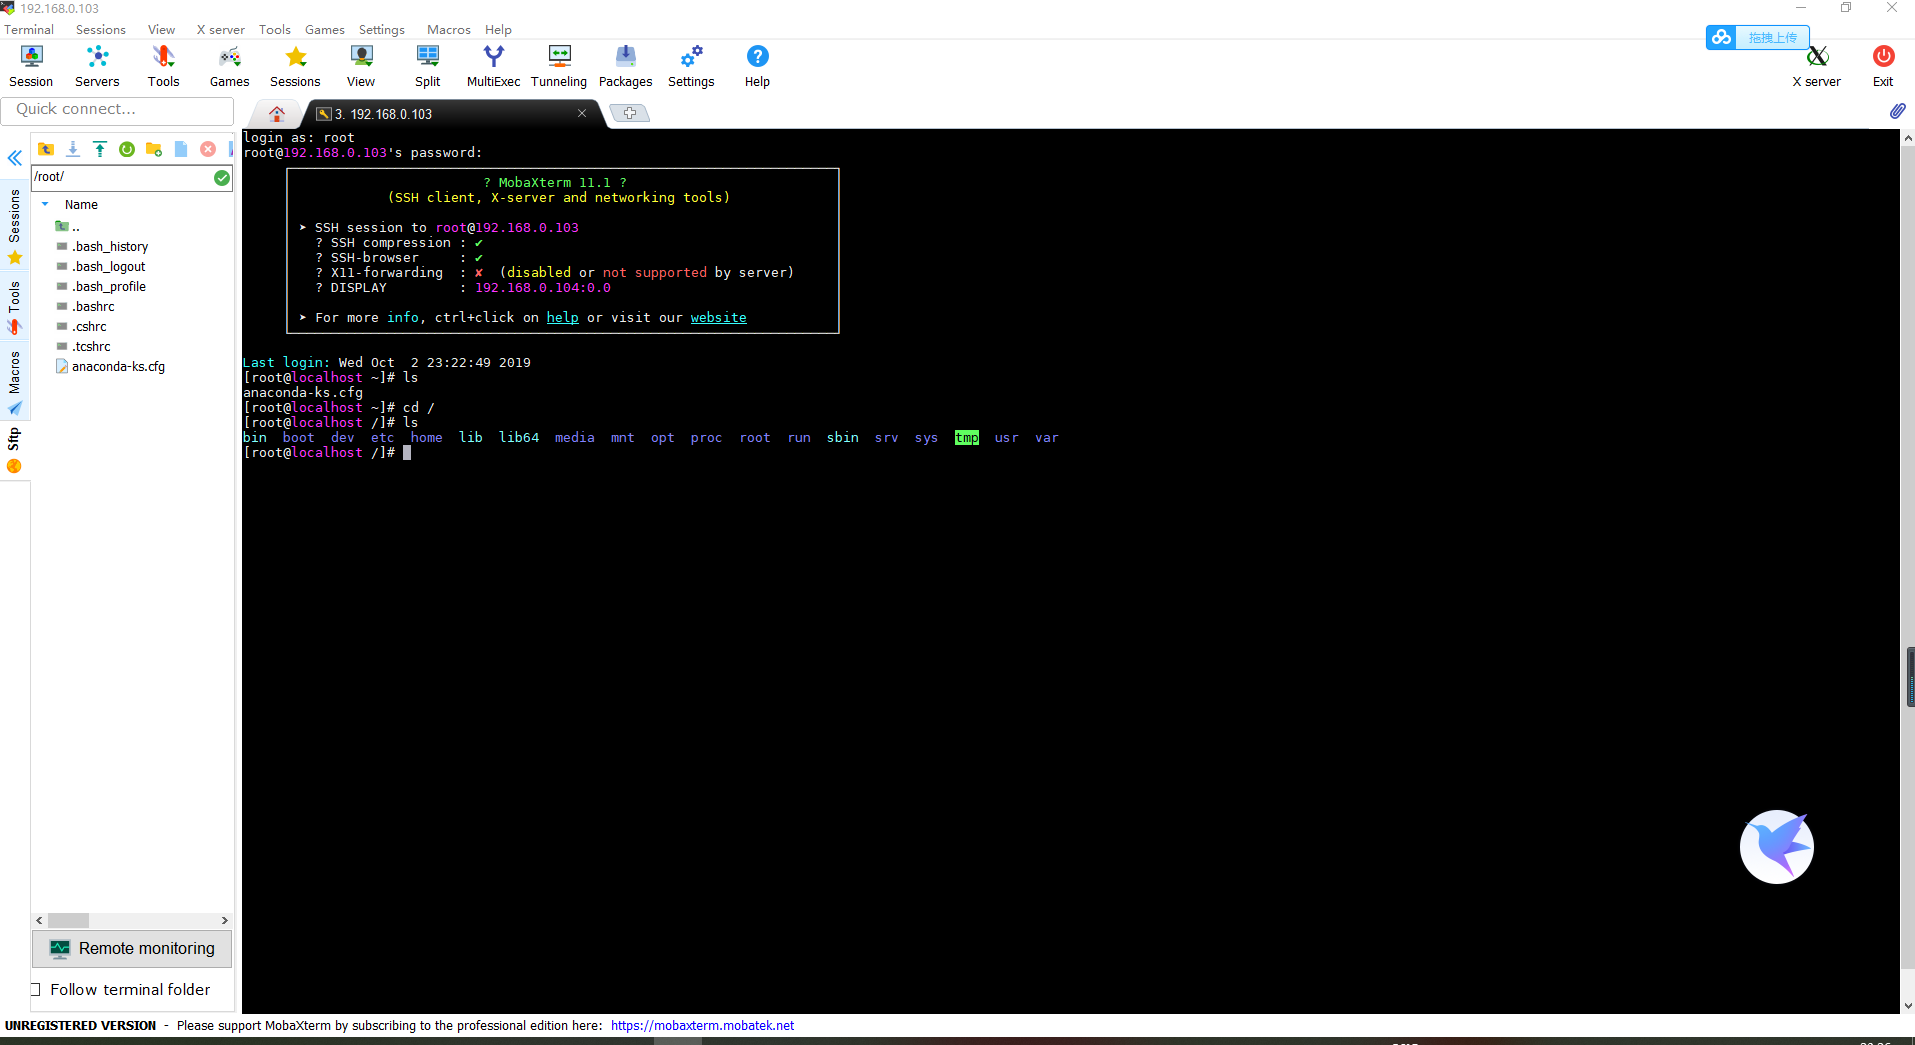 192.168.0.103
Terminal Sessions View X server Tools Games Settings Macros Help
拖拽上传
Session Servers Tools Games Sessions View Split MultiExec Tunneling Packages Settings Help X server Exit
Quick connect...
3. 192.168.0.103
/root/
Name
..
.bash_history
.bash_logout
.bash_profile
.bashrc
.cshrc
.tcshrc
anaconda-ks.cfg
Sessions
Tools
Macros
Sftp
Remote monitoring
Follow terminal folder
login as: root
root@192.168.0.103's password:
? MobaXterm 11.1 ?
(SSH client, X-server and networking tools)
➤ SSH session to root@192.168.0.103
? SSH compression : ✔
? SSH-browser     : ✔
? X11-forwarding  : ✘  (disabled or not supported by server)
? DISPLAY         : 192.168.0.104:0.0
➤ For more info, ctrl+click on help or visit our website
Last login: Wed Oct  2 23:22:49 2019
[root@localhost ~]# ls
anaconda-ks.cfg
[root@localhost ~]# cd /
[root@localhost /]# ls
bin  boot  dev  etc  home  lib  lib64  media  mnt  opt  proc  root  run  sbin  srv  sys  tmp  usr  var
[root@localhost /]#
UNREGISTERED VERSION  -  Please support MobaXterm by subscribing to the professional edition here:  https://mobaxterm.mobatek.net